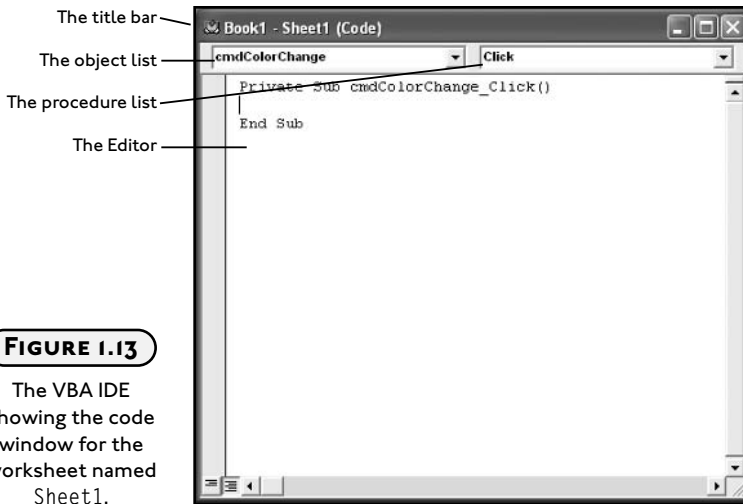 The title bar
Book1 - Sheet1 (Code)
The object list
cmdColorChange
Click
The procedure list
Private Sub cmdColorChange_Click()
End Sub
The Editor
FIGURE 1.13
The VBA IDE
howing the code
window for the
worksheet named
Sheet1.